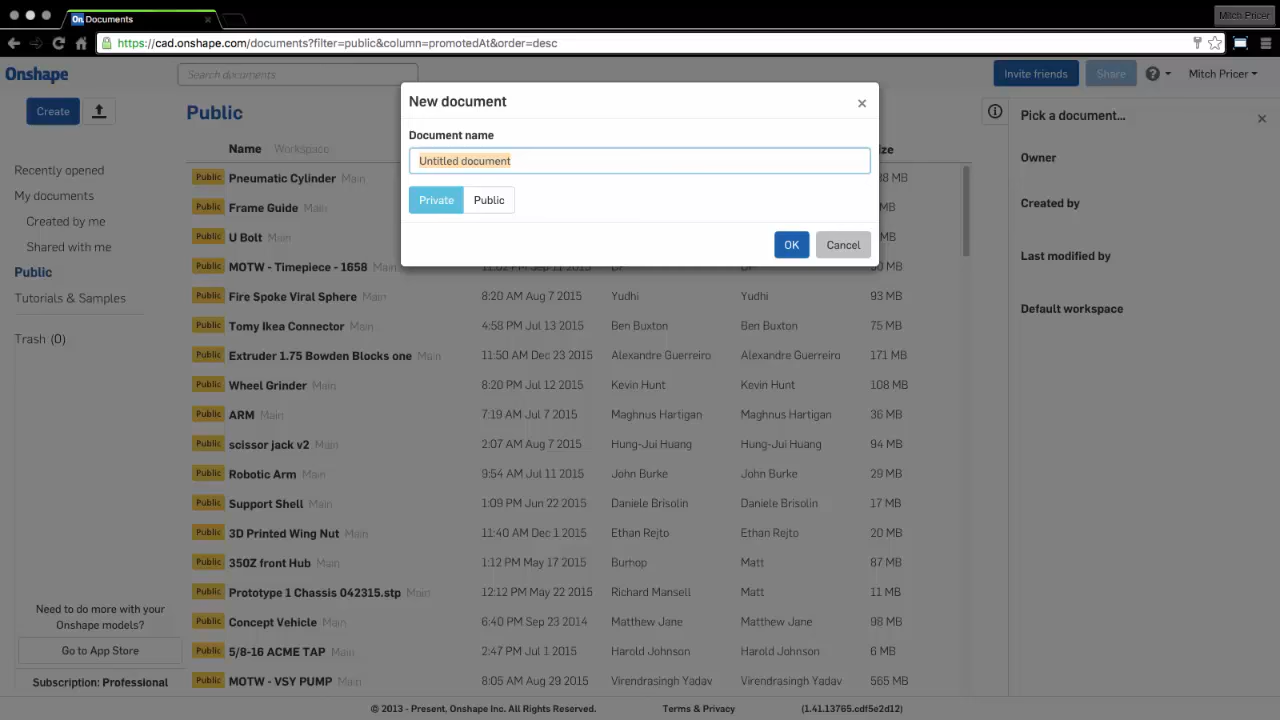 Documents
Mitch Pricer
https://cad.onshape.com/documents?filter=public&column=promotedAt&order=desc
Onshape
Search documents
Invite friends
Share
Mitch Pricer
Create
Public
New document
Document name
Untitled document
Private
Public
OK
Cancel
Pick a document...
Owner
Created by
Last modified by
Default workspace
Recently opened
My documents
Created by me
Shared with me
Public
Tutorials & Samples
Trash (0)
Name Workspace
Public Pneumatic Cylinder Main
Public Frame Guide Main MB
Public U Bolt Main MB
Public MOTW - Timepiece - 1658 Main
Public Fire Spoke Viral Sphere Main 8:20 AM Aug 7 2015 Yudhi Yudhi 93 MB
Public Tomy Ikea Connector Main 4:58 PM Jul 13 2015 Ben Buxton Ben Buxton 75 MB
Public Extruder 1.75 Bowden Blocks one Main 11:50 AM Dec 23 2015 Alexandre Guerreiro Alexandre Guerreiro 171 MB
Public Wheel Grinder Main 8:20 PM Jul 12 2015 Kevin Hunt Kevin Hunt 108 MB
Public ARM Main 7:19 AM Jul 7 2015 Maghnus Hartigan Maghnus Hartigan 36 MB
Public scissor jack v2 Main 2:07 AM Aug 7 2015 Hung-Jui Huang Hung-Jui Huang 94 MB
Public Robotic Arm Main 9:54 AM Jul 11 2015 John Burke John Burke 29 MB
Public Support Shell Main 1:09 PM Jun 22 2015 Daniele Brisolin Daniele Brisolin 17 MB
Public 3D Printed Wing Nut Main 11:40 AM Dec 1 2015 Ethan Rejto Ethan Rejto 20 MB
Public 350Z front Hub Main 1:12 PM May 17 2015 Burhop Matt 87 MB
Public Prototype 1 Chassis 042315.stp Main 12:12 PM May 22 2015 Richard Mansell Matt 11 MB
Public Concept Vehicle Main 6:40 PM Sep 23 2014 Matthew Jane Matthew Jane 98 MB
Public 5/8-16 ACME TAP Main 2:47 PM Jul 1 2015 Harold Johnson Harold Johnson 6 MB
Public MOTW - VSY PUMP Main 8:05 AM Aug 29 2015 Virendrasingh Yadav Virendrasingh Yadav 565 MB
Need to do more with your
Onshape models?
Go to App Store
Subscription: Professional
© 2013 - Present, Onshape Inc. All Rights Reserved. Terms & Privacy (1.41.13765.cdf5e2d12)